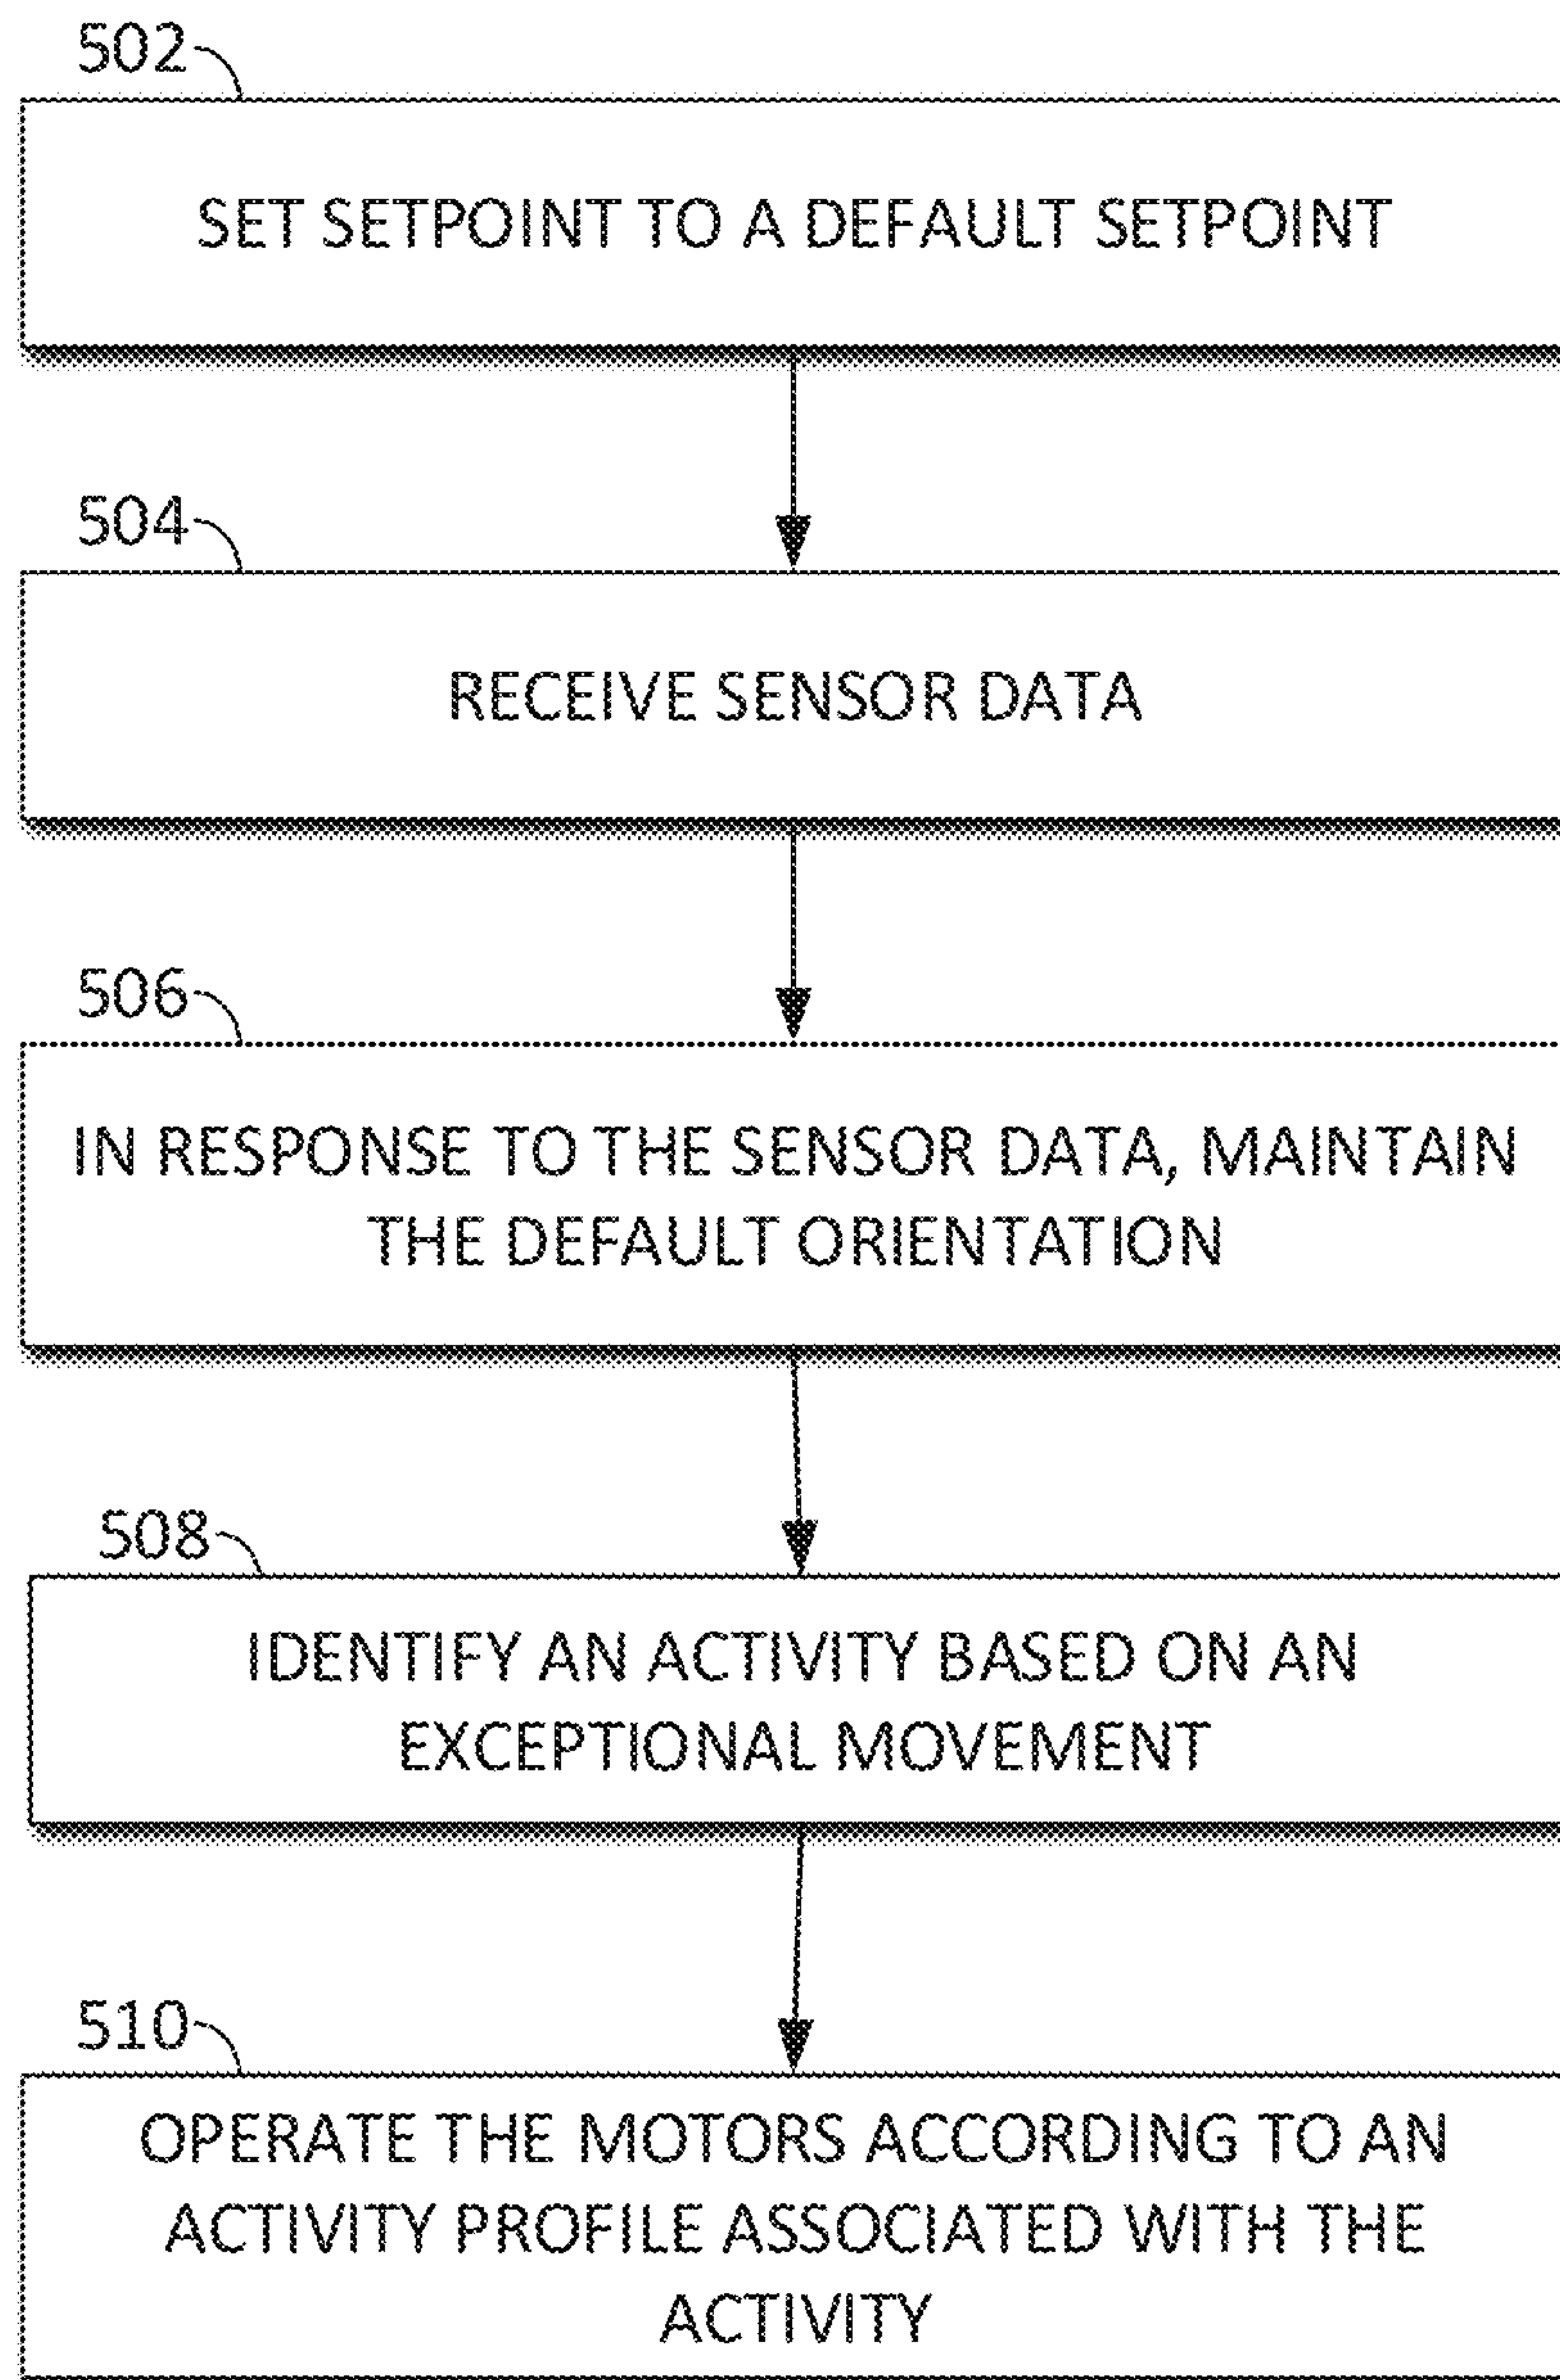 502
SET SETPOINT TO A DEFAULT SETPOINT
504
RECEIVE SENSOR DATA
506
IN RESPONSE TO THE SENSOR DATA, MAINTAIN
THE DEFAULT ORIENTATION
508
IDENTIFY AN ACTIVITY BASED ON AN
EXCEPTIONAL MOVEMENT
510
OPERATE THE MOTORS ACCORDING TO AN
ACTIVITY PROFILE ASSOCIATED WITH THE
ACTIVITY